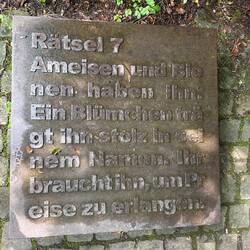 Rätsel 7
Ameisen und Bie
nen haben ihn.
Ein Blümchen trä
gt ihn stolz in sei
nem Namen. Ihr
braucht ihn, um Pr
eise zu erlangen.